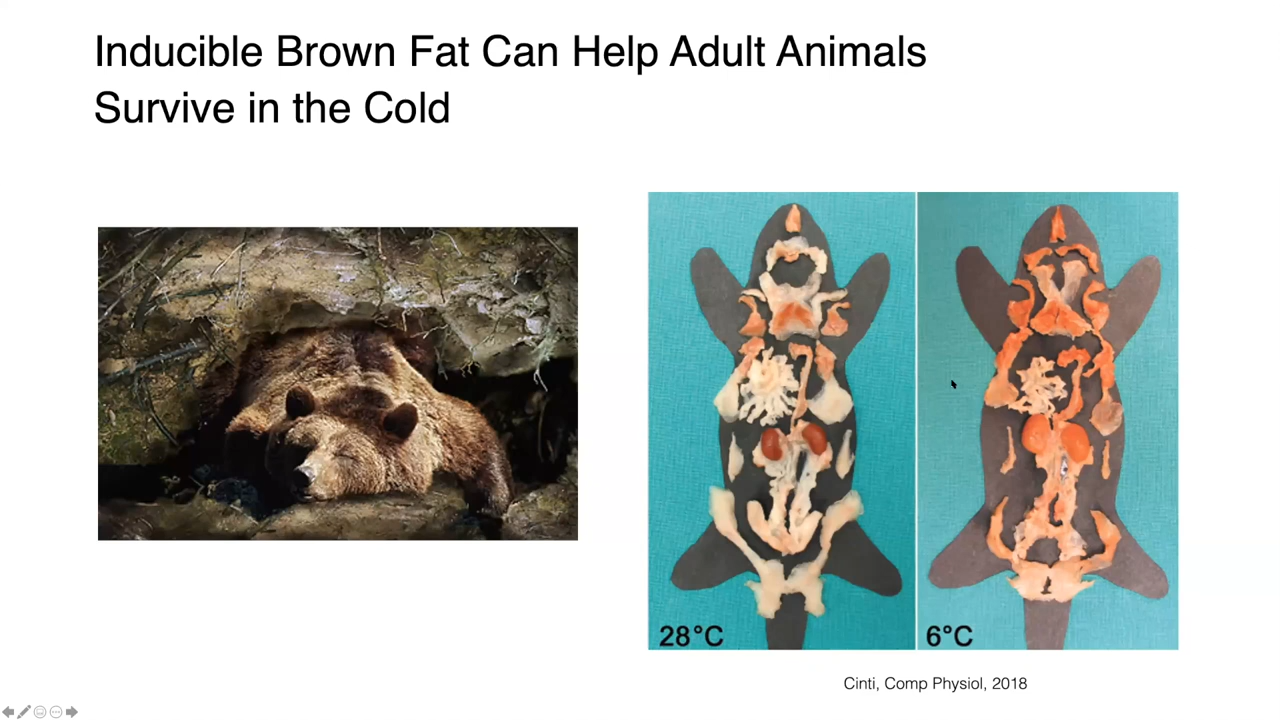 Inducible Brown Fat Can Help Adult Animals
Survive in the Cold
28°C
6°C
Cinti, Comp Physiol, 2018